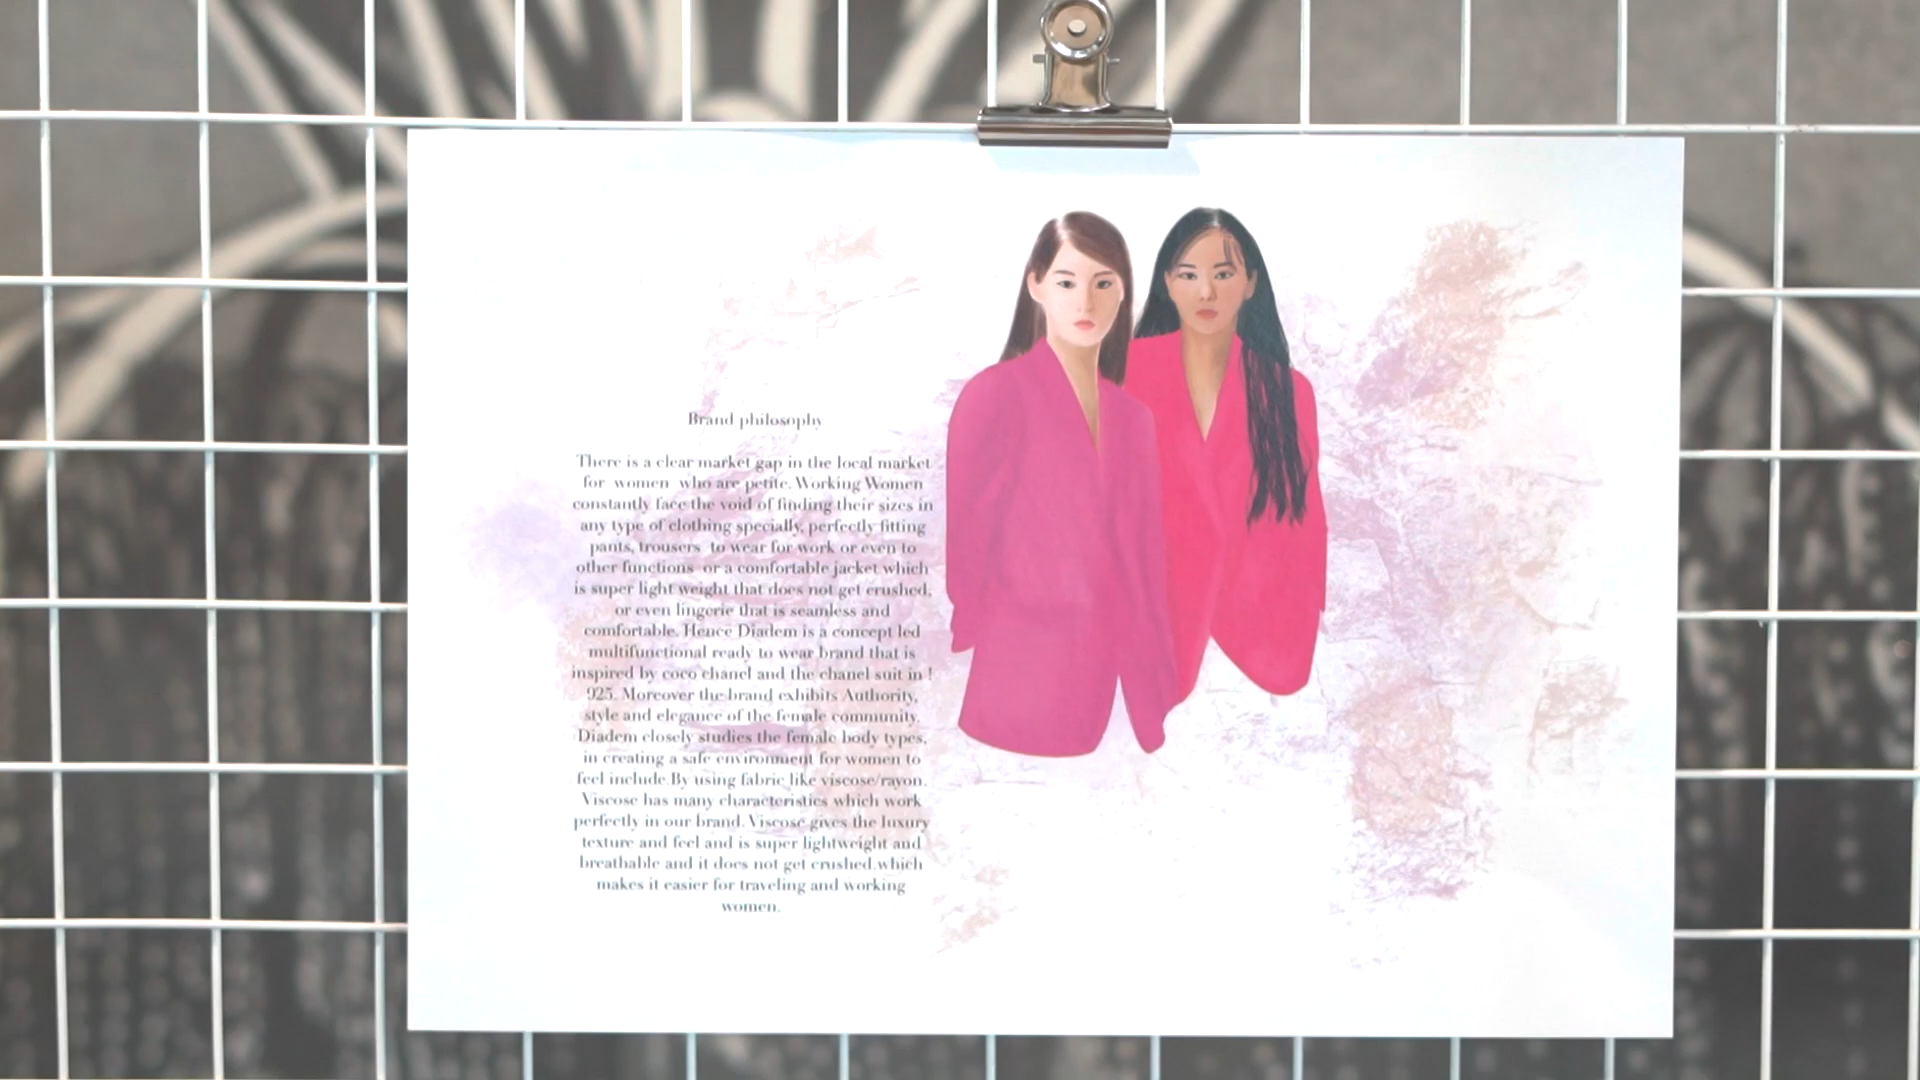 Brand philosophy
There is a clear market gap in the local market
for women who are petite. Working Women
constantly face the void of finding their sizes in
any type of clothing specially, perfectly fitting
pants, trousers to wear for work or even to
other functions or a comfortable jacket which
is super light weight that does not get crushed,
or even lingerie that is seamless and
comfortable. Hence Diadem is a concept led
multifunctional ready to wear brand that is
inspired by coco chanel and the chanel suit in !
925. Moreover the brand exhibits Authority,
style and elegance of the female community.
Diadem closely studies the female body types,
in creating a safe environment for women to
feel include.By using fabric like viscose/rayon.
Viscose has many characteristics which work
perfectly in our brand. Viscose gives the luxury
texture and feel and is super lightweight and
breathable and it does not get crushed.which
makes it easier for traveling and working
women.